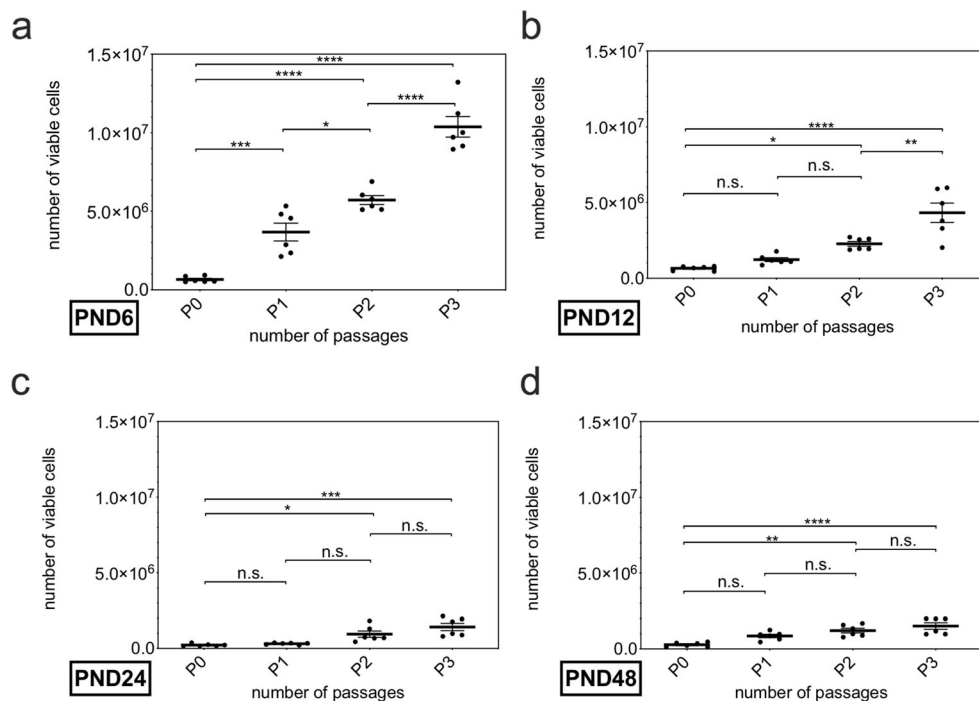 a
1.5×10⁷
1.0×10⁷
5.0×10⁶
0.0
number of viable cells
****
****
****
*
***
P0
P1
P2
P3
number of passages
PND6
b
1.5×10⁷
1.0×10⁷
5.0×10⁶
0.0
number of viable cells
****
*
**
n.s.
n.s.
P0
P1
P2
P3
number of passages
PND12
c
1.5×10⁷
1.0×10⁷
5.0×10⁶
0.0
number of viable cells
***
*
n.s.
n.s.
n.s.
P0
P1
P2
P3
number of passages
PND24
d
1.5×10⁷
1.0×10⁷
5.0×10⁶
0.0
number of viable cells
****
**
n.s.
n.s.
n.s.
P0
P1
P2
P3
number of passages
PND48